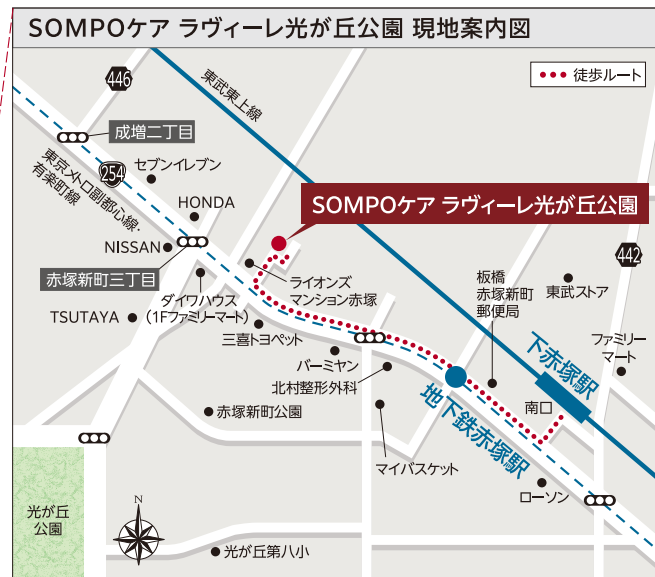 SOMPOケア ラヴィーレ光が丘公園 現地案内図
446
東武東上線
徒歩ルート
成増二丁目
254
東京メトロ副都心線・
有楽町線
セブンイレブン
HONDA
SOMPOケア ラヴィーレ光が丘公園
NISSAN
赤塚新町三丁目
442
ライオンズ
マンション赤塚
板橋
赤塚新町
郵便局
東武ストア
ダイワハウス
（1Fファミリーマート）
TSUTAYA
三喜トヨペット
下赤塚駅
ファミリー
マート
バーミヤン
北村整形外科
地下鉄赤塚駅
南口
赤塚新町公園
マイバスケット
ローソン
光が丘
公園
N
光が丘第八小